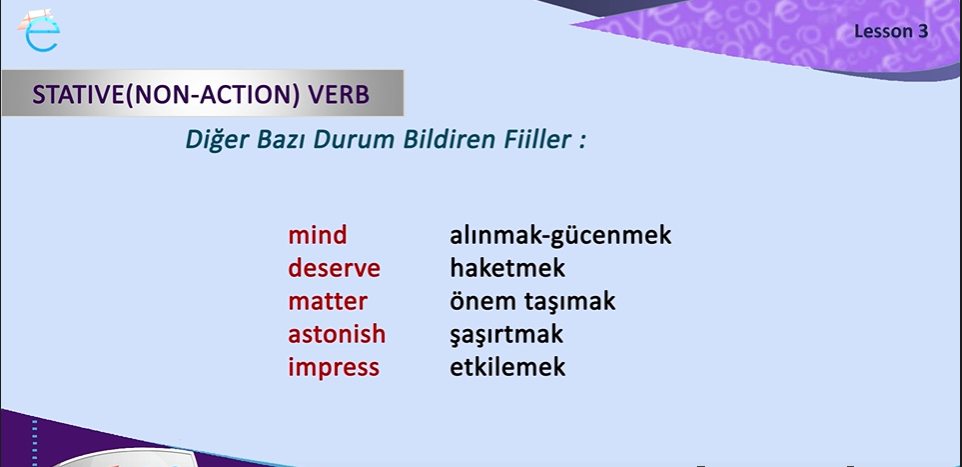 Lesson 3
STATIVE(NON-ACTION) VERB
Diğer Bazı Durum Bildiren Fiiller :
mind alınmak-gücenmek
deserve haketmek
matter önem taşımak
astonish şaşırtmak
impress etkilemek